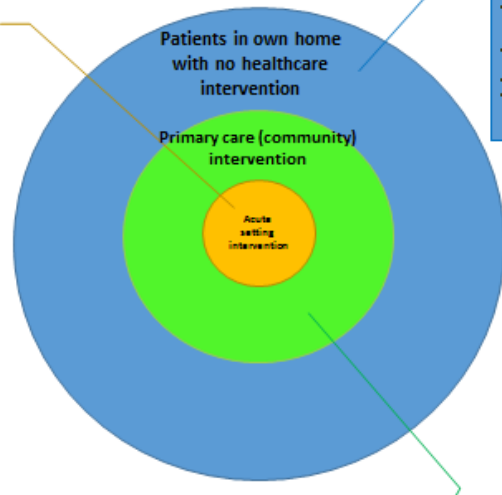 Patients in own home
with no healthcare
intervention
Primary care (community)
intervention
Acute
setting
intervention